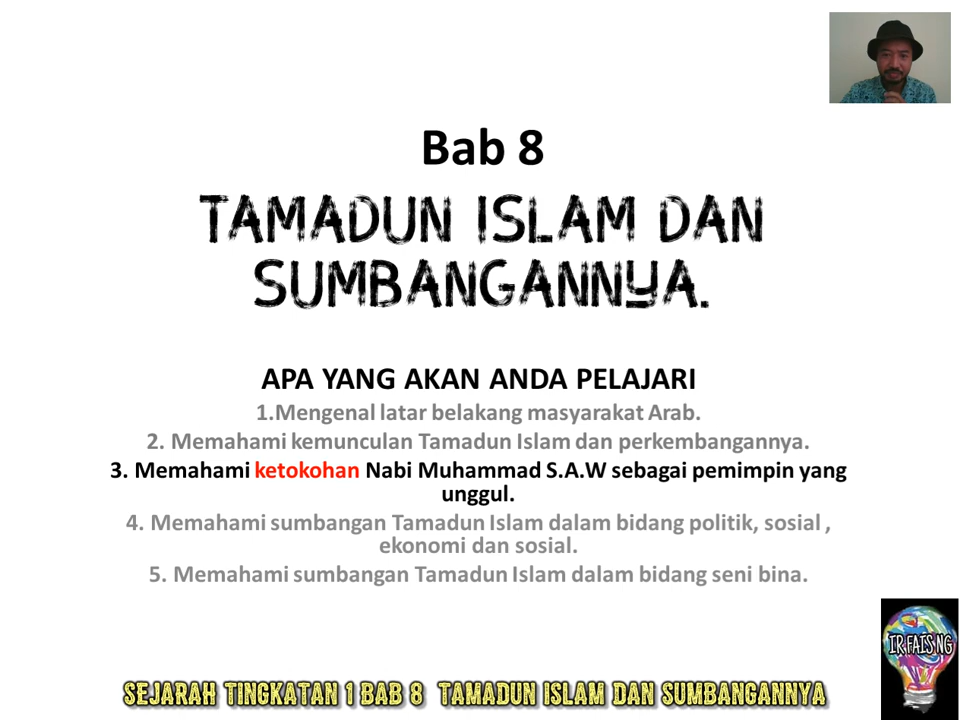 Bab 8
TAMADUN ISLAM DAN
SUMBANGANNYA.
APA YANG AKAN ANDA PELAJARI
1.Mengenal latar belakang masyarakat Arab.
2. Memahami kemunculan Tamadun Islam dan perkembangannya.
3. Memahami ketokohan Nabi Muhammad S.A.W sebagai pemimpin yang
unggul.
4. Memahami sumbangan Tamadun Islam dalam bidang politik, sosial ,
ekonomi dan sosial.
5. Memahami sumbangan Tamadun Islam dalam bidang seni bina.
IR FAIS NG
SEJARAH TINGKATAN 1 BAB 8 TAMADUN ISLAM DAN SUMBANGANNYA